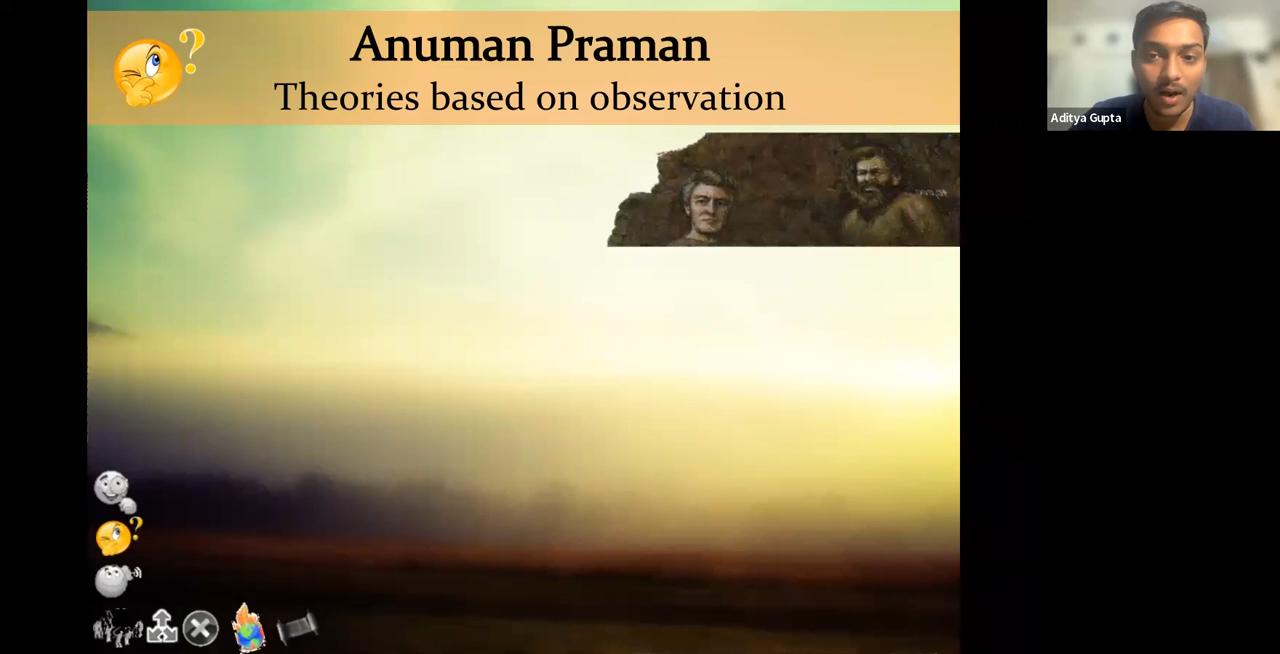 Anuman Praman
Theories based on observation
Aditya Gupta